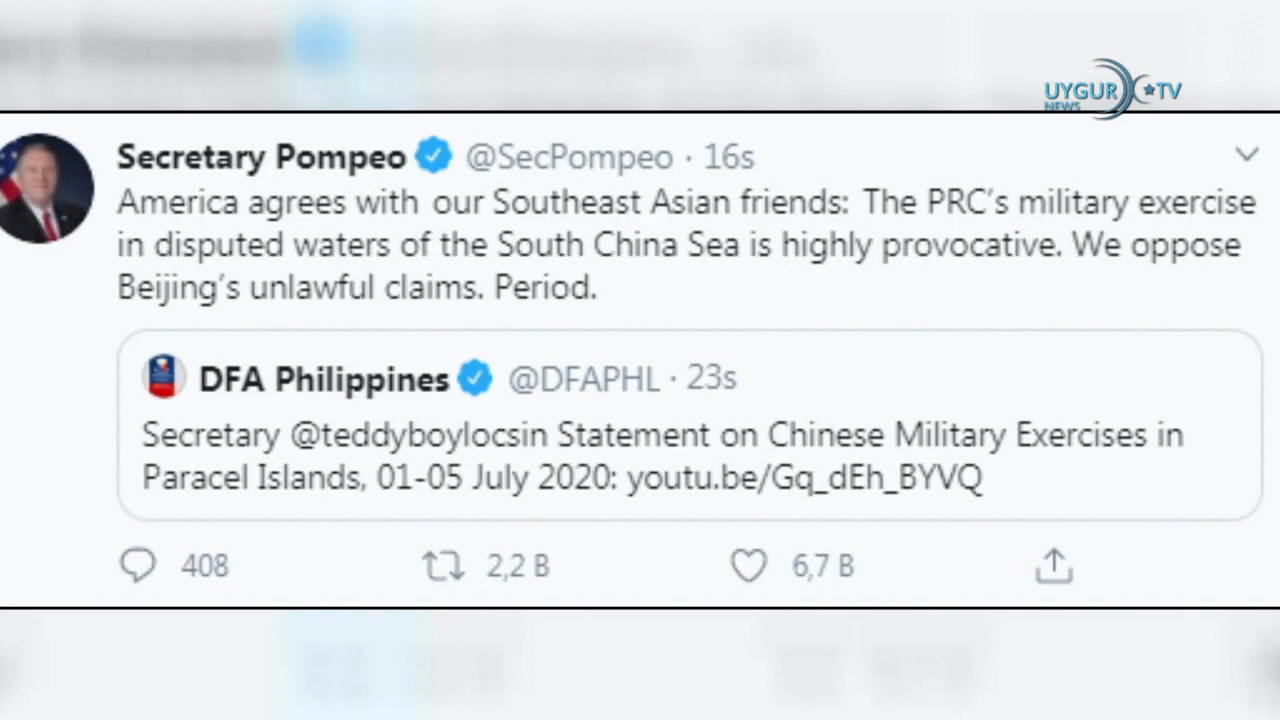 UYGUR TV
NEWS
Secretary Pompeo @SecPompeo · 16s
America agrees with our Southeast Asian friends: The PRC’s military exercise
in disputed waters of the South China Sea is highly provocative. We oppose
Beijing’s unlawful claims. Period.
DFA Philippines @DFAPHL · 23s
Secretary @teddyboylocsin Statement on Chinese Military Exercises in
Paracel Islands, 01-05 July 2020: youtu.be/Gq_dEh_BYVQ
408 2,2 B 6,7 B